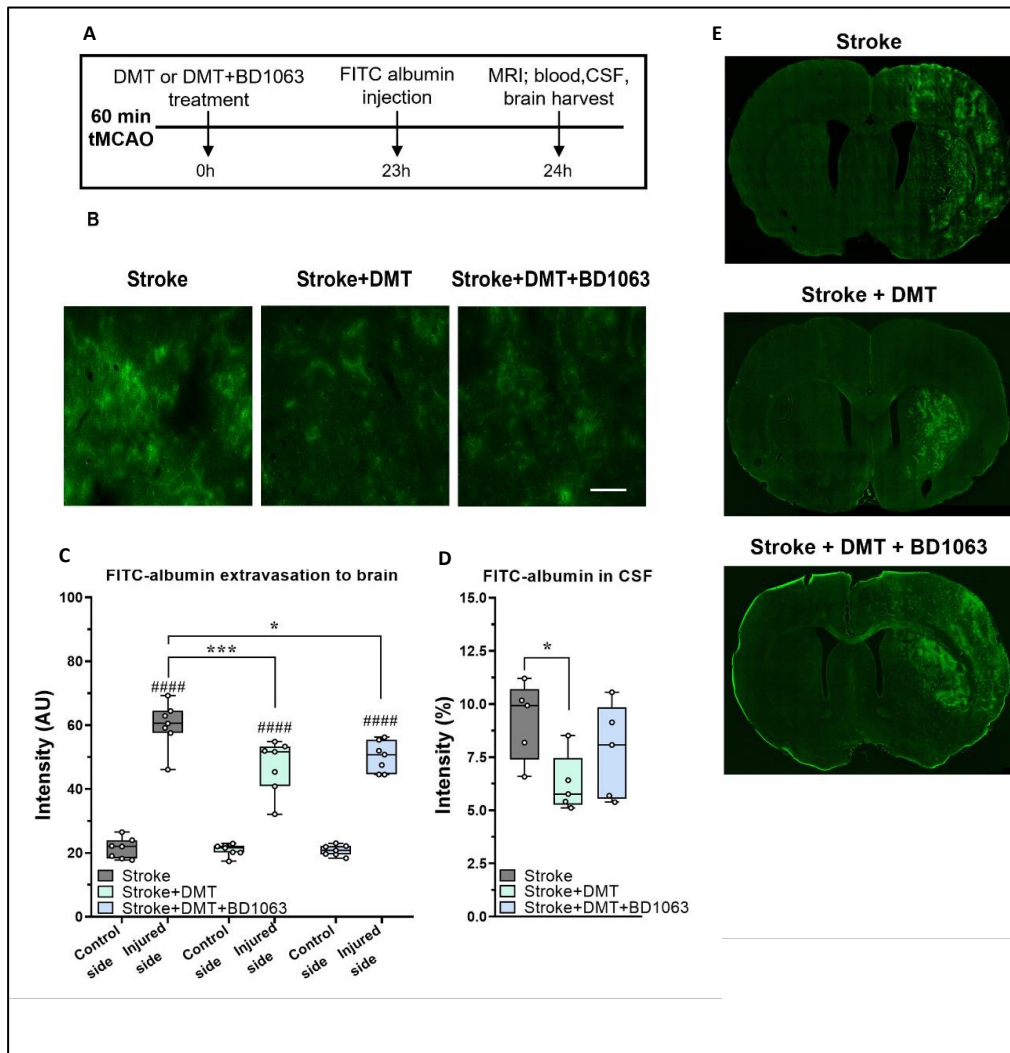 A
DMT or DMT+BD1063
treatment
FITC albumin
injection
MRI; blood,CSF,
brain harvest
60 min
tMCAO
0h
23h
24h
B
Stroke
Stroke+DMT
Stroke+DMT+BD1063
C
FITC-albumin extravasation to brain
Intensity (AU)
100
80
60
40
20
0
*
***
####
####
####
Stroke
Stroke+DMT
Stroke+DMT+BD1063
Control
side
Injured
side
Control
side
Injured
side
Control
side
Injured
side
D
FITC-albumin in CSF
Intensity (%)
15.0
12.5
10.0
7.5
5.0
2.5
0.0
*
Stroke
Stroke+DMT
Stroke+DMT+BD1063
E
Stroke
Stroke + DMT
Stroke + DMT + BD1063